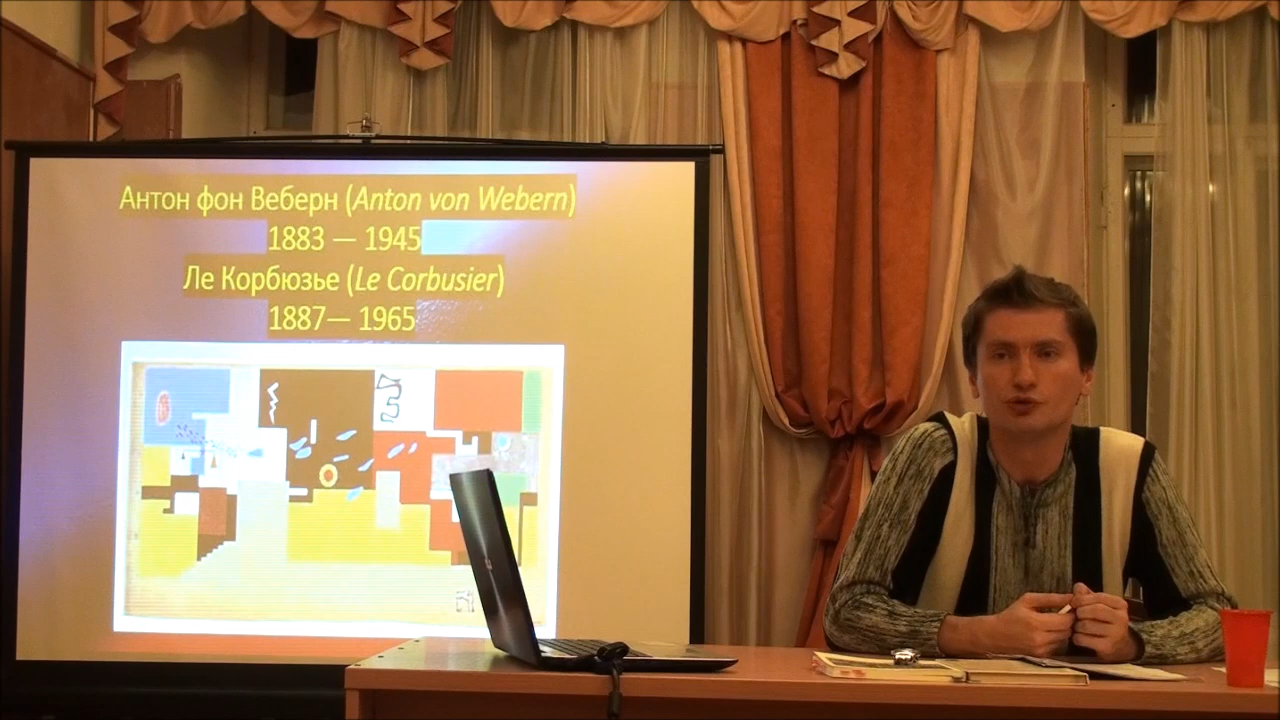 Антон фон Веберн (Anton von Webern)
1883 — 1945
Ле Корбюзье (Le Corbusier)
1887— 1965